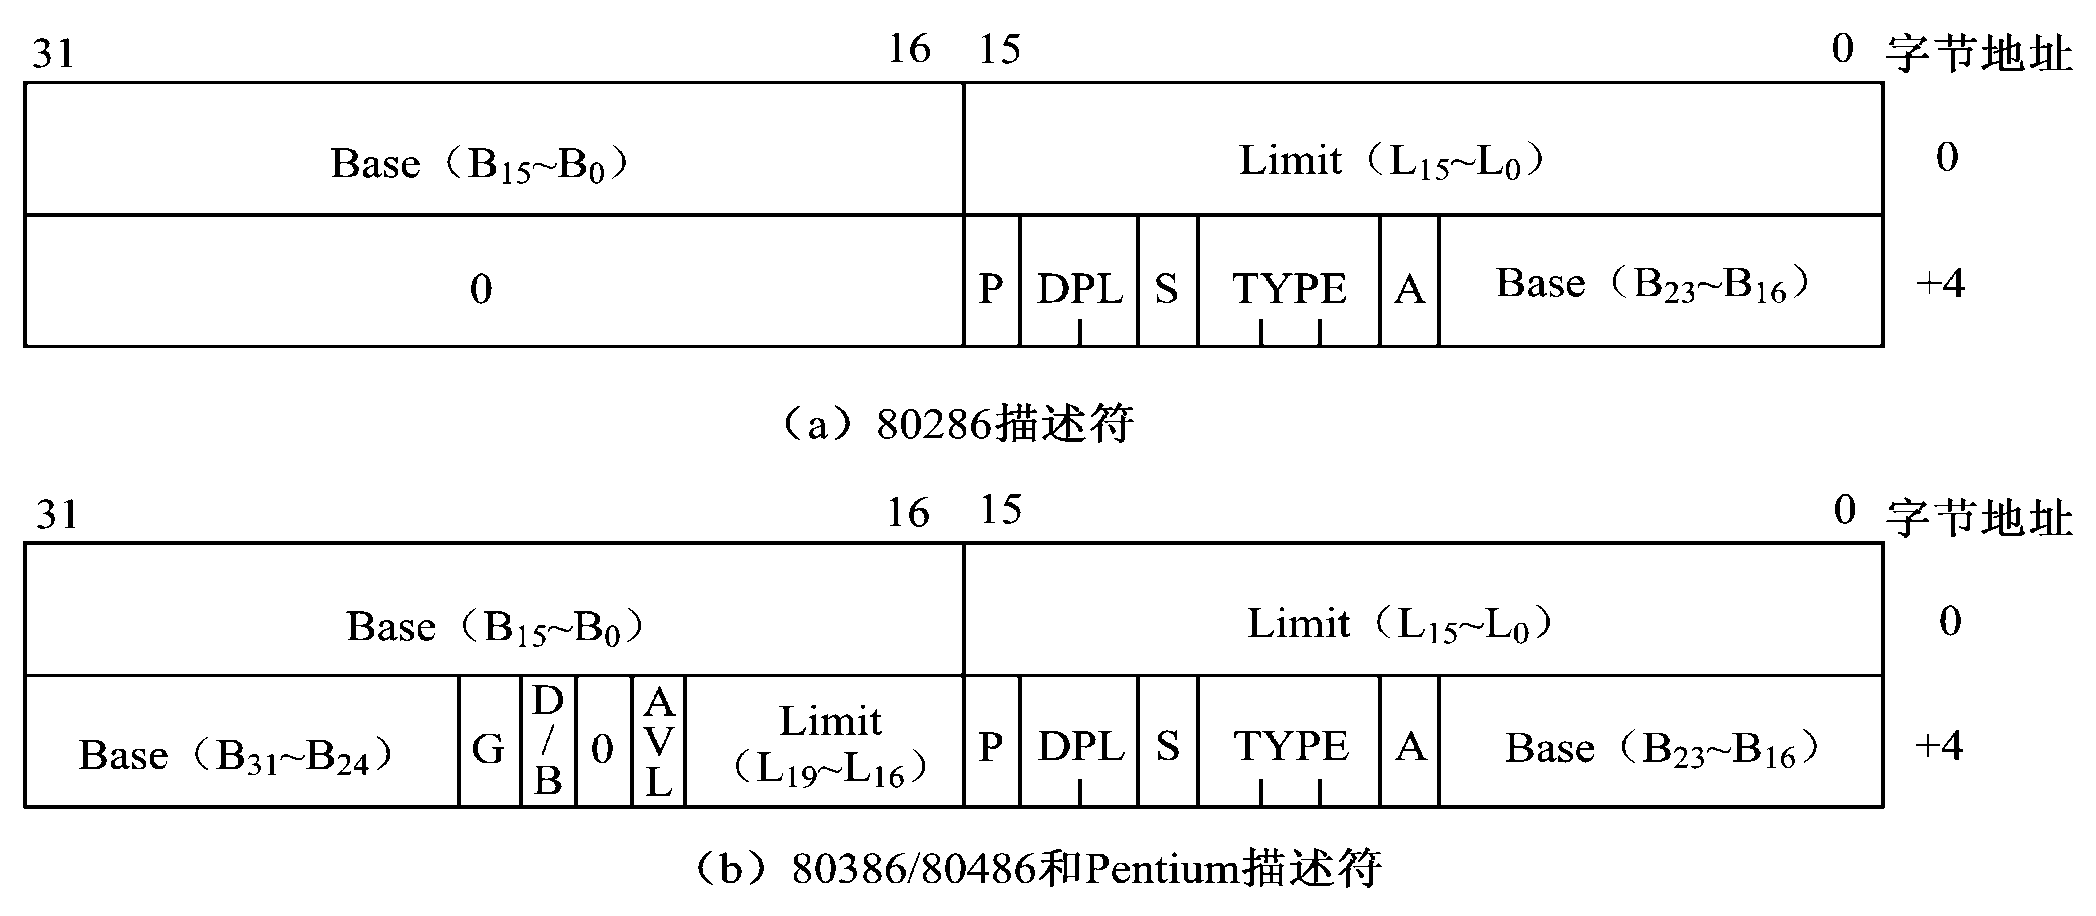 31 16 15 0 字节地址
Base（B15~B0） Limit（L15~L0） 0
0 P DPL S TYPE A Base（B23~B16） +4
（a）80286描述符
31 16 15 0 字节地址
Base（B15~B0） Limit（L15~L0） 0
Base（B31~B24） G D/B 0 AVL Limit（L19~L16） P DPL S TYPE A Base（B23~B16） +4
（b）80386/80486和Pentium描述符